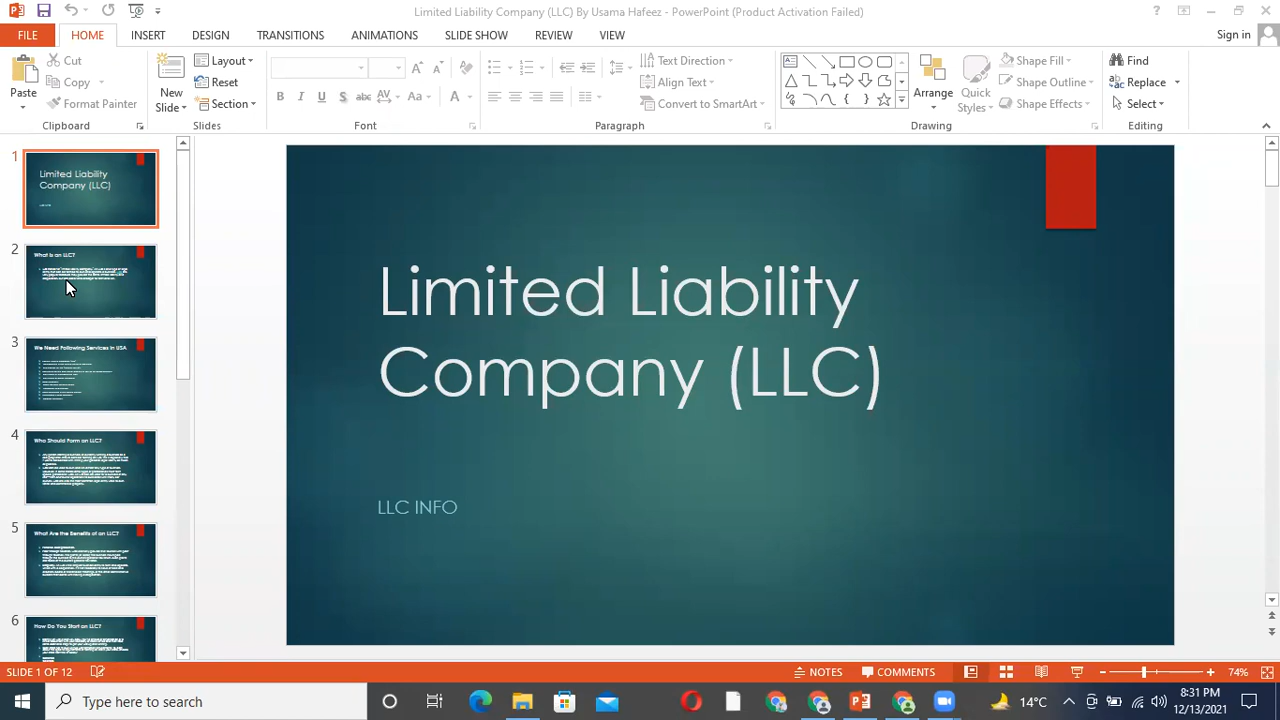 Limited Liability Company (LLC) By Usama Hafeez - PowerPoint (Product Activation Failed)
FILE HOME INSERT DESIGN TRANSITIONS ANIMATIONS SLIDE SHOW REVIEW VIEW Sign in
Paste
Cut
Copy
Format Painter
Clipboard
New
Slide
Layout
Reset
Section
Slides
Font
Text Direction
Align Text
Convert to SmartArt
Paragraph
Arrange
Quick
Styles
Shape Fill
Shape Outline
Shape Effects
Drawing
Find
Replace
Select
Editing
1
Limited Liability
Company (LLC)
2
What is an LLC?
3
We Need Following Services in USA
4
Who Should Form an LLC?
5
What Are the Benefits of an LLC?
6
How Do You Start an LLC?
Limited Liability
Company (LLC)
LLC INFO
SLIDE 1 OF 12 NOTES COMMENTS 74%
Type here to search
14°C
8:31 PM
12/13/2021